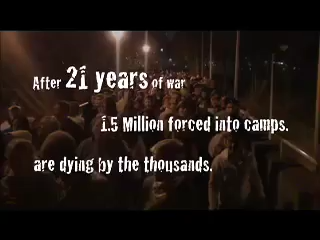 After 21 years of war
1.5 Million forced into camps.
are dying by the thousands.